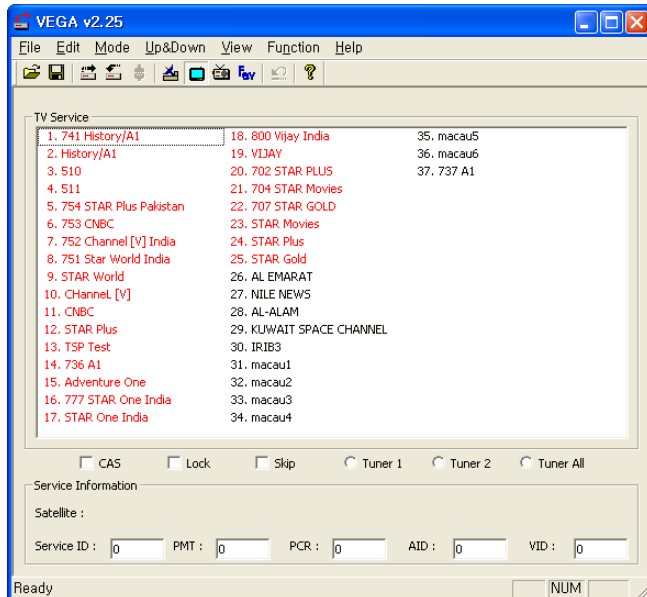 VEGA v2.25
File Edit Mode Up&Down View Function Help
Fav
TV Service
1. 741 History/A1
2. History/A1
3. 510
4. 511
5. 754 STAR Plus Pakistan
6. 753 CNBC
7. 752 Channel [V] India
8. 751 Star World India
9. STAR World
10. CHanneL [V]
11. CNBC
12. STAR Plus
13. TSP Test
14. 736 A1
15. Adventure One
16. 777 STAR One India
17. STAR One India
18. 800 Vijay India
19. VIJAY
20. 702 STAR PLUS
21. 704 STAR Movies
22. 707 STAR GOLD
23. STAR Movies
24. STAR Plus
25. STAR Gold
26. AL EMARAT
27. NILE NEWS
28. AL-ALAM
29. KUWAIT SPACE CHANNEL
30. IRIB3
31. macau1
32. macau2
33. macau3
34. macau4
35. macau5
36. macau6
37. 737 A1
CAS Lock Skip Tuner 1 Tuner 2 Tuner All
Service Information
Satellite :
Service ID : 0 PMT : 0 PCR : 0 AID : 0 VID : 0
Ready NUM